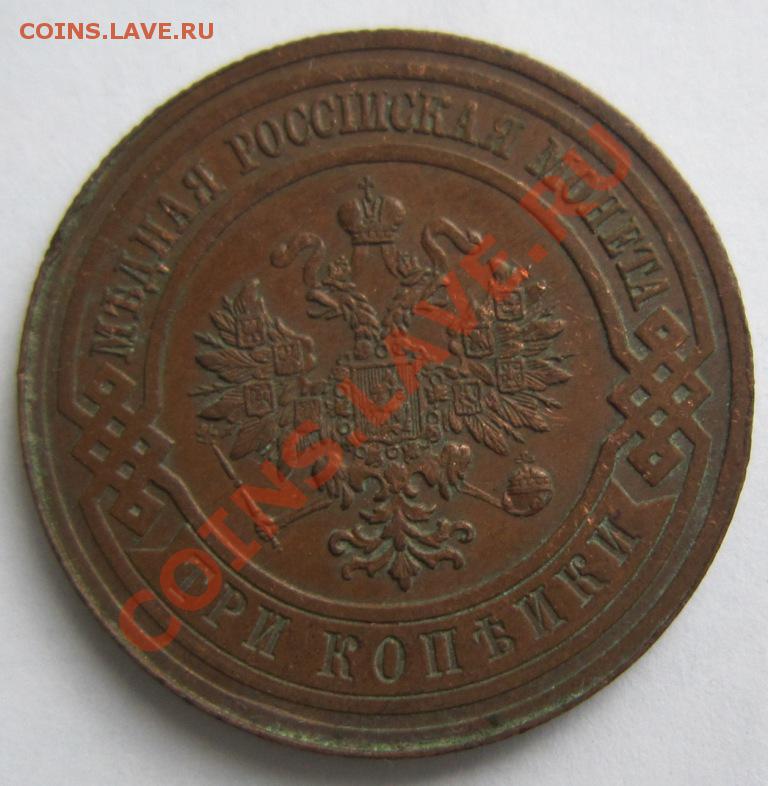 COINS.LAVE.RU
МѢДНАЯ РОССІЙСКАЯ МОНЕТА
COINS.LAVE.RU
ТРИ КОПѢЙКИ